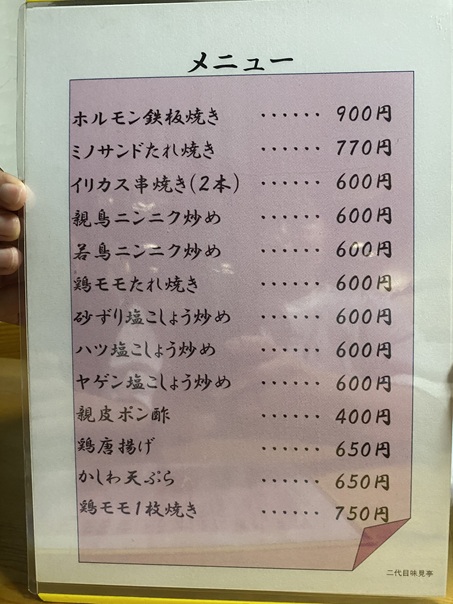 メニュー
ホルモン鉄板焼き ...... 900円
ミノサンドたれ焼き ...... 770円
イリカス串焼き(2本) ...... 600円
親鳥ニンニク炒め ...... 600円
若鳥ニンニク炒め ...... 600円
鶏モモたれ焼き ...... 600円
砂ずり塩こしょう炒め ...... 600円
ハツ塩こしょう炒め ...... 600円
ヤゲン塩こしょう炒め ...... 600円
親皮ポン酢 ...... 400円
鶏唐揚げ ...... 650円
かしわ天ぷら ...... 650円
鶏モモ1枚焼き ...... 750円
二代目味見亭